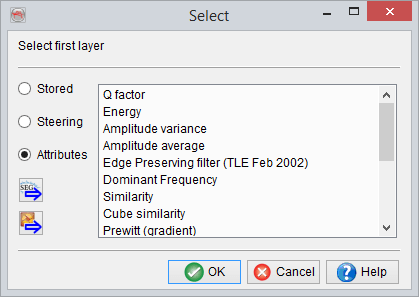 Select
Select first layer
Stored
Steering
Attributes
Q factor
Energy
Amplitude variance
Amplitude average
Edge Preserving filter (TLE Feb 2002)
Dominant Frequency
Similarity
Cube similarity
Prewitt (gradient)
SEG
OK
Cancel
Help